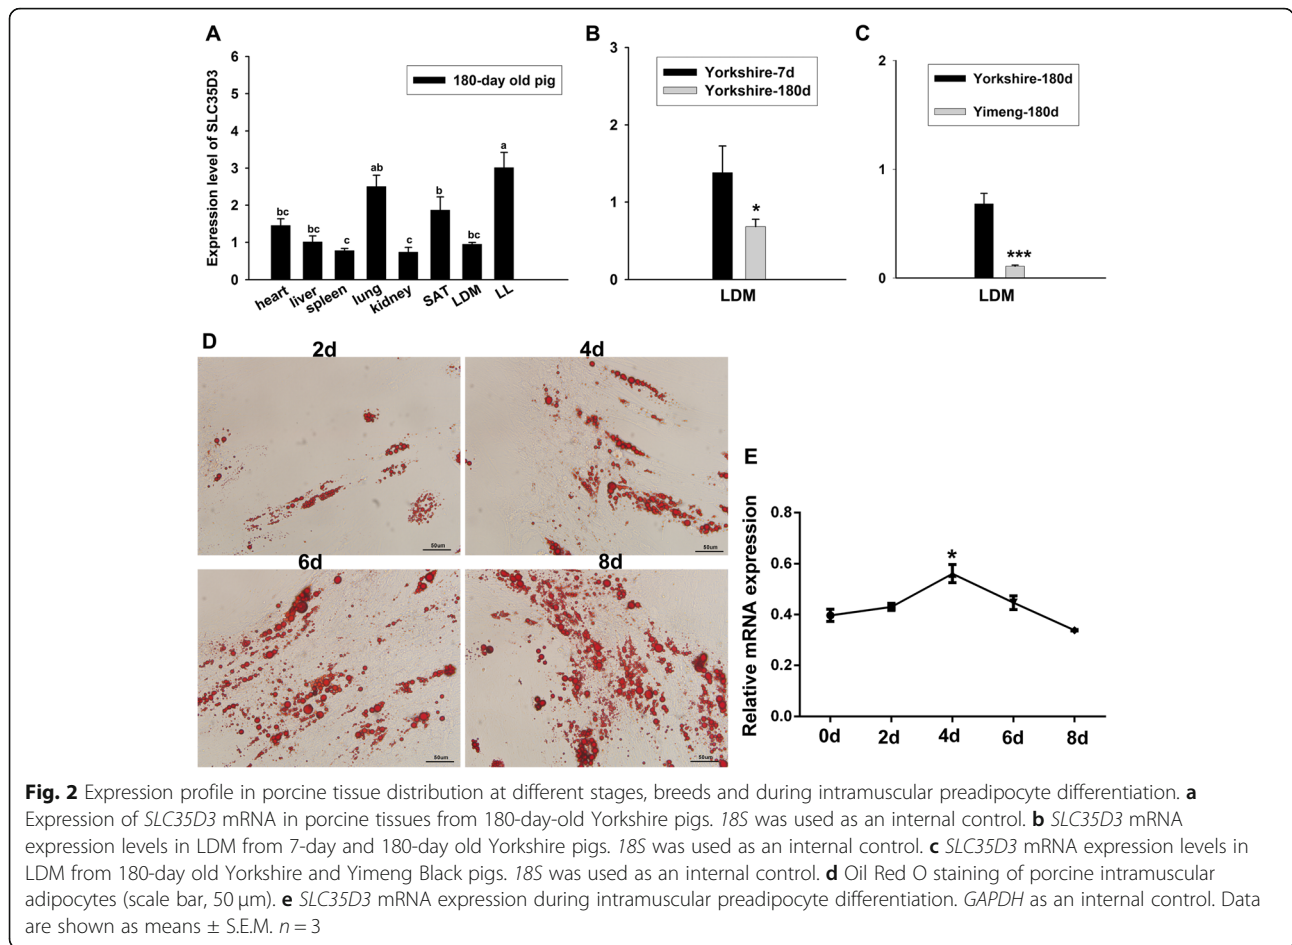 A
Expression level of SLC35D3
6
5
4
3
2
1
0
180-day old pig
bc
bc
c
ab
c
b
bc
a
heart
liver
spleen
lung
kidney
SAT
LDM
LL
B
3
2
1
0
Yorkshire-7d
Yorkshire-180d
*
LDM
C
2
1
0
Yorkshire-180d
Yimeng-180d
***
LDM
D
2d
4d
50um
50um
6d
8d
50um
50um
E
Relative mRNA expression
0.8
0.6
0.4
0.2
0.0
*
0d
2d
4d
6d
8d
Fig. 2 Expression profile in porcine tissue distribution at different stages, breeds and during intramuscular preadipocyte differentiation. a
Expression of SLC35D3 mRNA in porcine tissues from 180-day-old Yorkshire pigs. 18S was used as an internal control. b SLC35D3 mRNA
expression levels in LDM from 7-day and 180-day old Yorkshire pigs. 18S was used as an internal control. c SLC35D3 mRNA expression levels in
LDM from 180-day old Yorkshire and Yimeng Black pigs. 18S was used as an internal control. d Oil Red O staining of porcine intramuscular
adipocytes (scale bar, 50 μm). e SLC35D3 mRNA expression during intramuscular preadipocyte differentiation. GAPDH as an internal control. Data
are shown as means ± S.E.M. n = 3